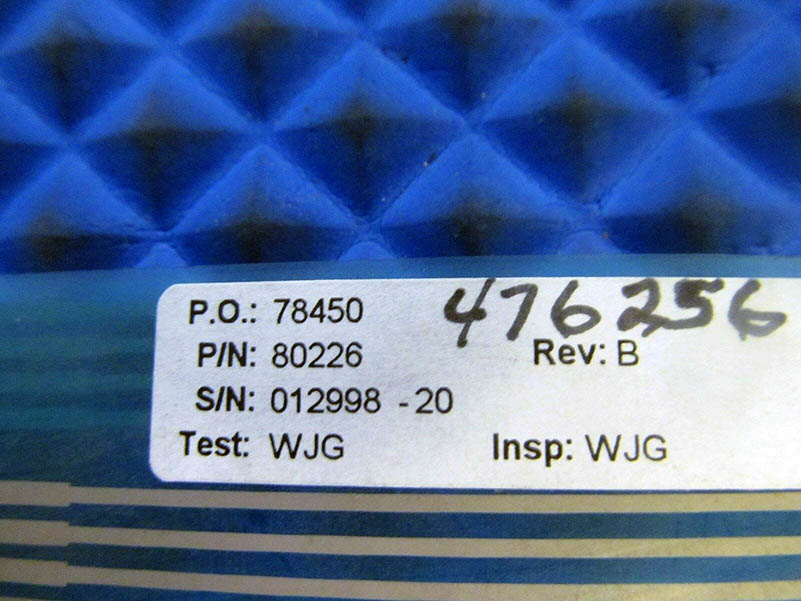 P.O.: 78450 476256
P/N: 80226 Rev: B
S/N: 012998 -20
Test: WJG Insp: WJG